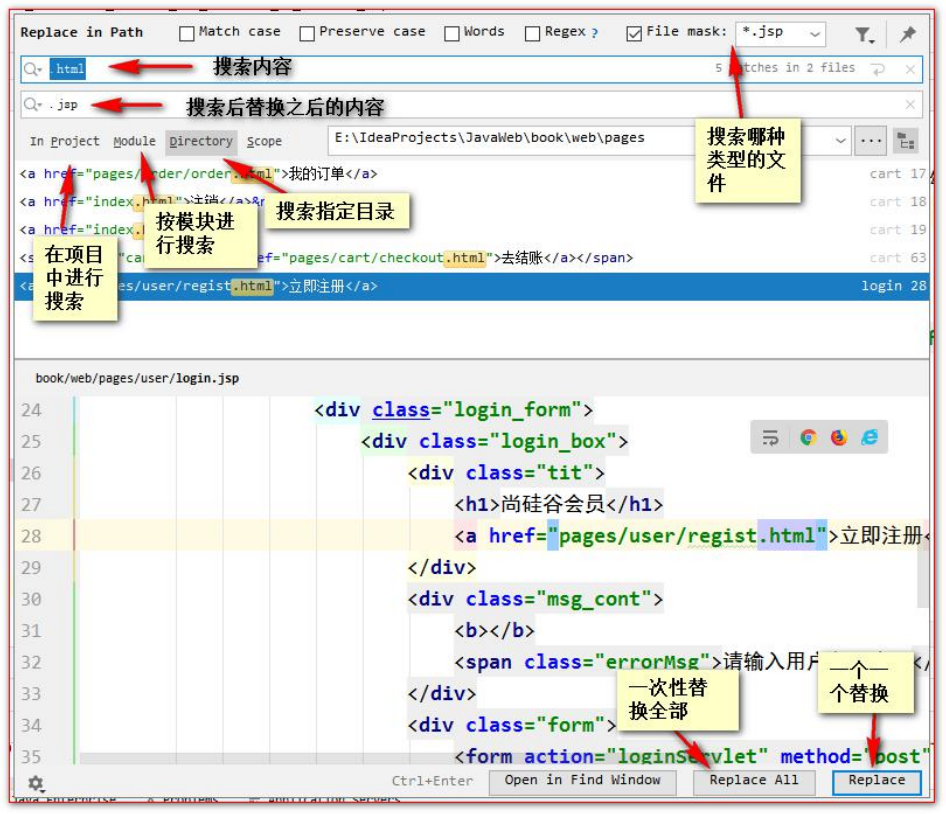 Replace in Path Match case Preserve case Words Regex ? File mask: *.jsp
.html 搜索内容 5 matches in 2 files
.jsp 搜索后替换之后的内容
In Project Module Directory Scope E:\IdeaProjects\JavaWeb\book\web\pages
搜索哪种
类型的文
件
<a href="pages/order/order.html">我的订单</a> cart 17
<a href="index.html">注销</a>&n cart 18
<a href="index.h cart 19
"ca ef="pages/cart/checkout.html">去结账</a></span> cart 63
<a es/user/regist.html">立即注册</a> login 28
搜索指定目录
按模块进
行搜索
在项目
中进行
搜索
book/web/pages/user/login.jsp
24 <div class="login_form">
25 <div class="login_box">
26 <div class="tit">
27 <h1>尚硅谷会员</h1>
28 <a href="pages/user/regist.html">立即注册<
29 </div>
30 <div class="msg_cont">
31 <b></b>
32 <span class="errorMsg">请输入用户
33 </div>
34 <div class="form">
35 <form action="loginServlet" method="post"
一次性替
换全部
一个一
个替换
Ctrl+Enter Open in Find Window Replace All Replace